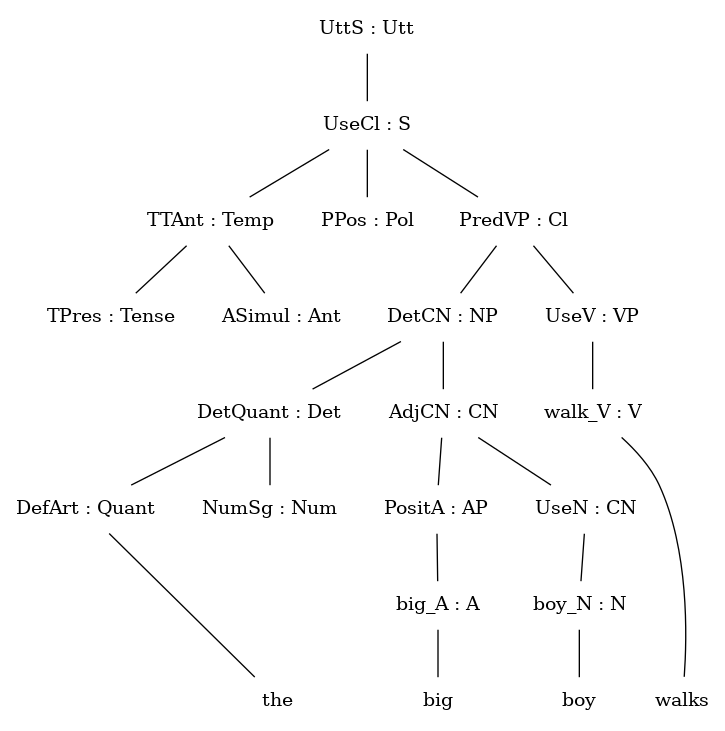 UttS : Utt
UseCl : S
TTAnt : Temp PPos : Pol PredVP : Cl
TPres : Tense ASimul : Ant DetCN : NP UseV : VP
DetQuant : Det AdjCN : CN walk_V : V
DefArt : Quant NumSg : Num PositA : AP UseN : CN
big_A : A boy_N : N
the big boy walks